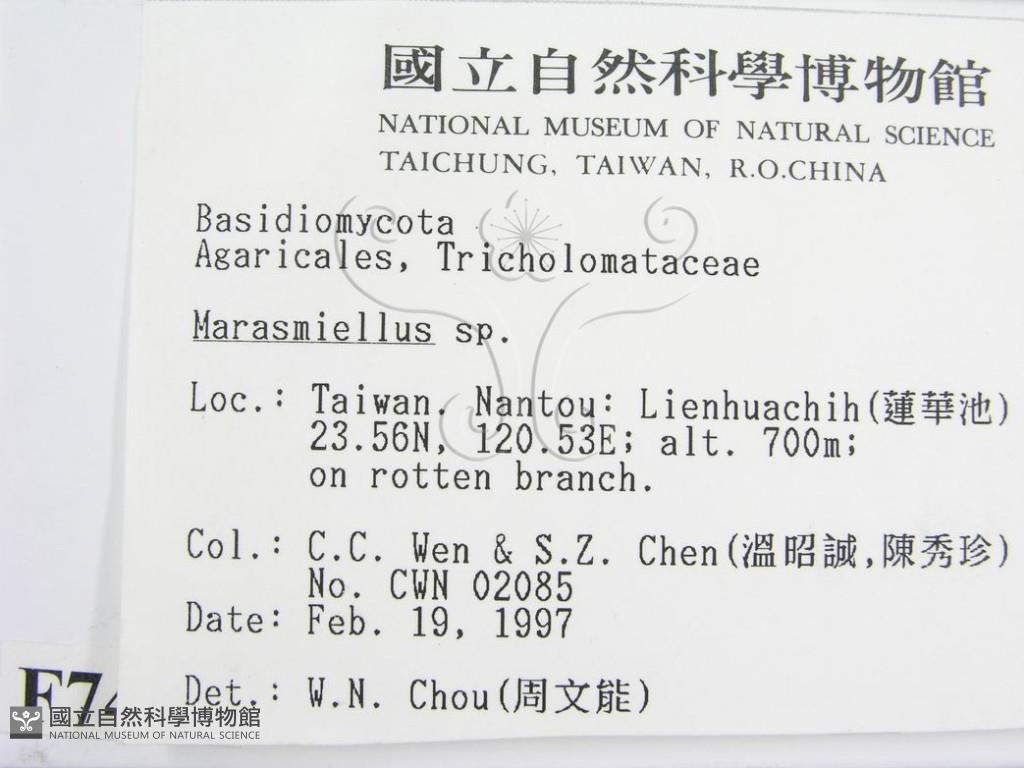 國立自然科學博物館
NATIONAL MUSEUM OF NATURAL SCIENCE
TAICHUNG, TAIWAN, R.O.CHINA
Basidiomycota
Agaricales, Tricholomataceae
Marasmiellus sp.
Loc.: Taiwan. Nantou: Lienhuachih(蓮華池)
23.56N, 120.53E; alt. 700m;
on rotten branch.
Col.: C.C. Wen & S.Z. Chen(溫昭誠,陳秀珍)
No. CWN 02085
Date: Feb. 19, 1997
Det.: W.N. Chou(周文能)
國立自然科學博物館
NATIONAL MUSEUM OF NATURAL SCIENCE